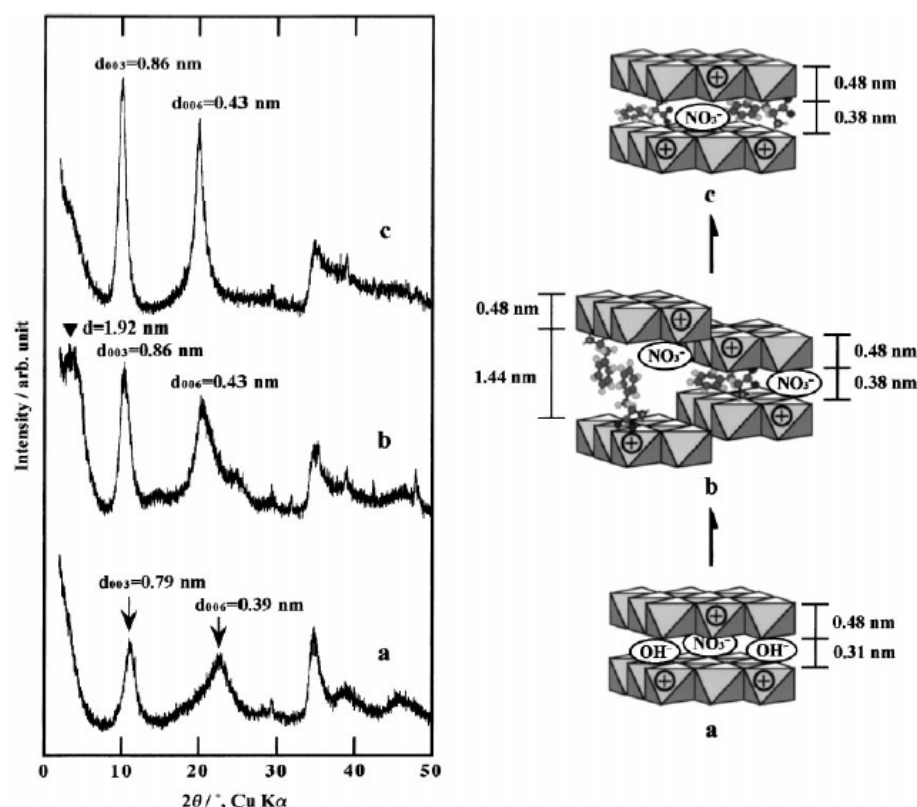 d003=0.86 nm
d006=0.43 nm
c
d=1.92 nm
d003=0.86 nm
d006=0.43 nm
b
d003=0.79 nm
d006=0.39 nm
a
Intensity / arb. unit
0 10 20 30 40 50
2θ / °, Cu Kα
+
0.48 nm
NO₃⁻
0.38 nm
+ +
c
0.48 nm
+
NO₃⁻
+
0.48 nm
1.44 nm
NO₃⁻
0.38 nm
+
+
b
+
0.48 nm
OH⁻ NO₃⁻ OH⁻
0.31 nm
+ +
a